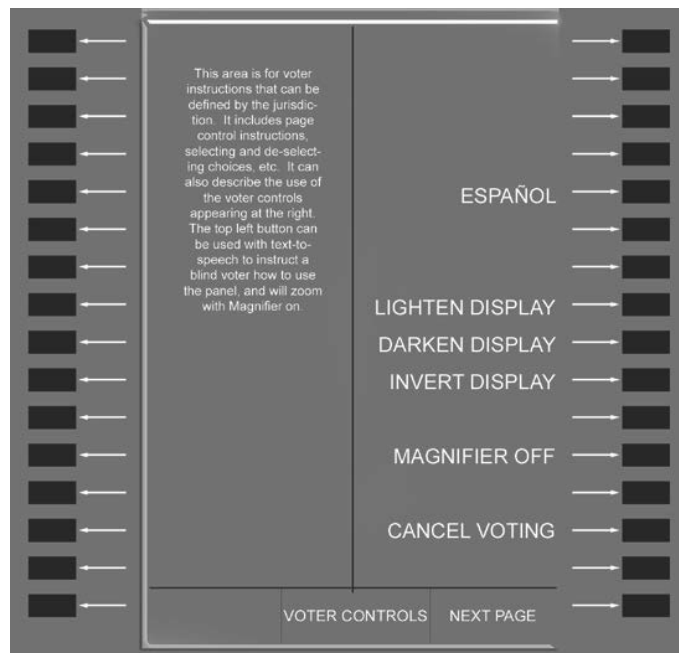 This area is for voter
instructions that can be
defined by the jurisdic-
tion. It includes page
control instructions,
selecting and de-select-
ing choices, etc. It can
also describe the use of
the voter controls
appearing at the right.
The top left button can
be used with text-to-
speech to instruct a
blind voter how to use
the panel, and will zoom
with Magnifier on.
ESPAÑOL
LIGHTEN DISPLAY
DARKEN DISPLAY
INVERT DISPLAY
MAGNIFIER OFF
CANCEL VOTING
VOTER CONTROLS
NEXT PAGE